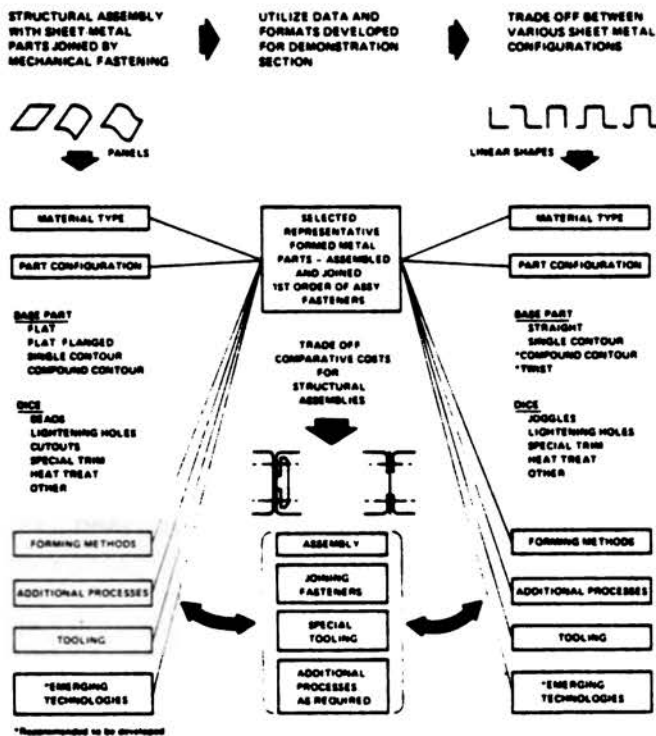 STRUCTURAL ASSEMBLY
WITH SHEET-METAL
PARTS JOINED BY
MECHANICAL FASTENING
UTILIZE DATA AND
FORMATS DEVELOPED
FOR DEMONSTRATION
SECTION
TRADE OFF BETWEEN
VARIOUS SHEET METAL
CONFIGURATIONS
PANELS
LINEAR SHAPES
MATERIAL TYPE
PART CONFIGURATION
BASE PART
FLAT
FLAT FLANGED
SINGLE CONTOUR
COMPOUND CONTOUR
DICE
BEADS
LIGHTENING HOLES
CUTOUTS
SPECIAL TRIM
HEAT TREAT
OTHER
FORMING METHODS
ADDITIONAL PROCESSES
TOOLING
*EMERGING
TECHNOLOGIES
*Recommended to be developed
SELECTED
REPRESENTATIVE
FORMED METAL
PARTS - ASSEMBLED
AND JOINED
1ST ORDER OF ASSY
FASTENERS
TRADE OFF
COMPARATIVE COSTS
FOR
STRUCTURAL
ASSEMBLIES
ASSEMBLY
JOINING
FASTENERS
SPECIAL
TOOLING
ADDITIONAL
PROCESSES
AS REQUIRED
MATERIAL TYPE
PART CONFIGURATION
BASE PART
STRAIGHT
SINGLE CONTOUR
*COMPOUND CONTOUR
*TWIST
DICE
JOGGLES
LIGHTENING HOLES
SPECIAL TRIM
HEAT TREAT
OTHER
FORMING METHODS
ADDITIONAL PROCESSES
TOOLING
*EMERGING
TECHNOLOGIES